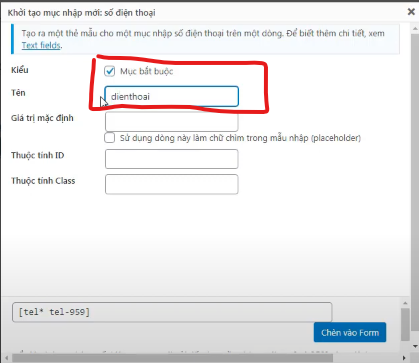 Khởi tạo mục nhập mới: số điện thoại
Tạo ra một thẻ mẫu cho một mục nhập số điện thoại trên một dòng. Để biết thêm chi tiết, xem
Text fields.
Kiểu
Mục bắt buộc
Tên
dienthoai
Giá trị mặc định
Sử dụng dòng này làm chữ chìm trong mẫu nhập (placeholder)
Thuộc tính ID
Thuộc tính Class
[tel* tel-959]
Chèn vào Form